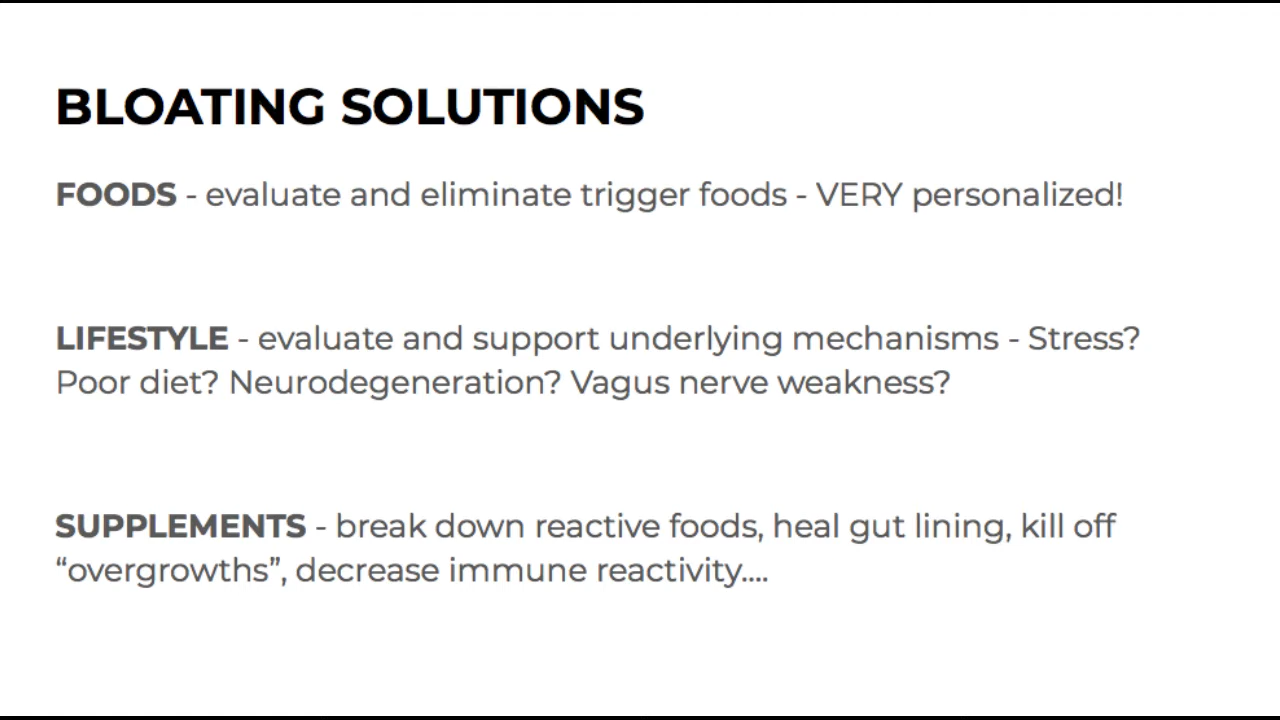 BLOATING SOLUTIONS
FOODS - evaluate and eliminate trigger foods - VERY personalized!
LIFESTYLE - evaluate and support underlying mechanisms - Stress?
Poor diet? Neurodegeneration? Vagus nerve weakness?
SUPPLEMENTS - break down reactive foods, heal gut lining, kill off
“overgrowths”, decrease immune reactivity....